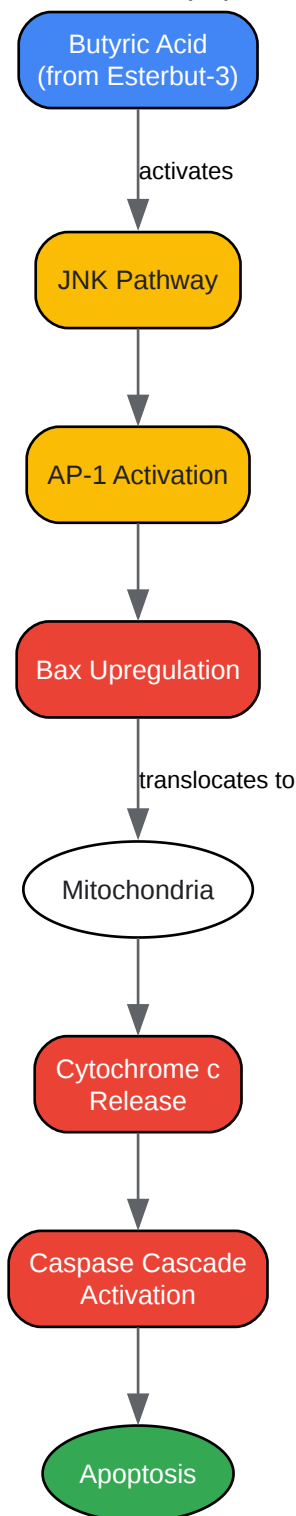 Butyric Acid
(from Esterbut-3)
activates
JNK Pathway
AP-1 Activation
Bax Upregulation
translocates to
Mitochondria
Cytochrome c
Release
Caspase Cascade
Activation
Apoptosis